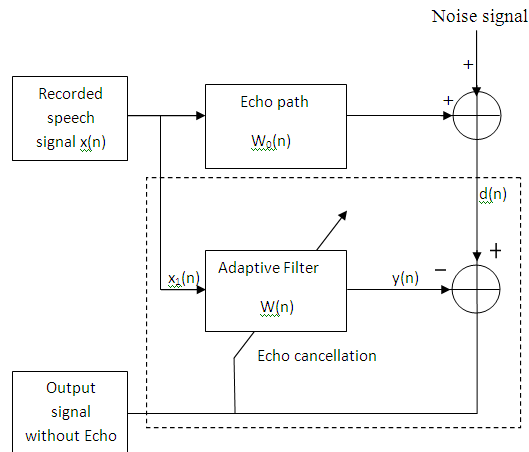 Noise signal
+
Recorded
speech
signal x(n)
Echo path
W₀(n)
+
d(n)
+
x₁(n)
Adaptive Filter
W(n)
y(n)
−
Echo cancellation
Output
signal
without Echo